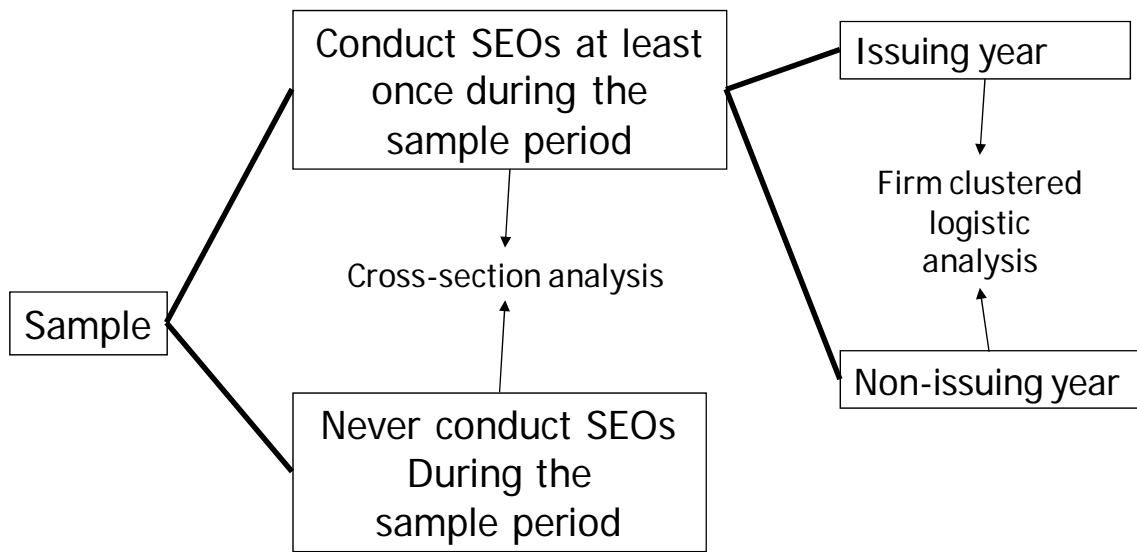 Conduct SEOs at least
once during the
sample period
Issuing year
Firm clustered
logistic
analysis
Cross-section analysis
Sample
Non-issuing year
Never conduct SEOs
During the
sample period